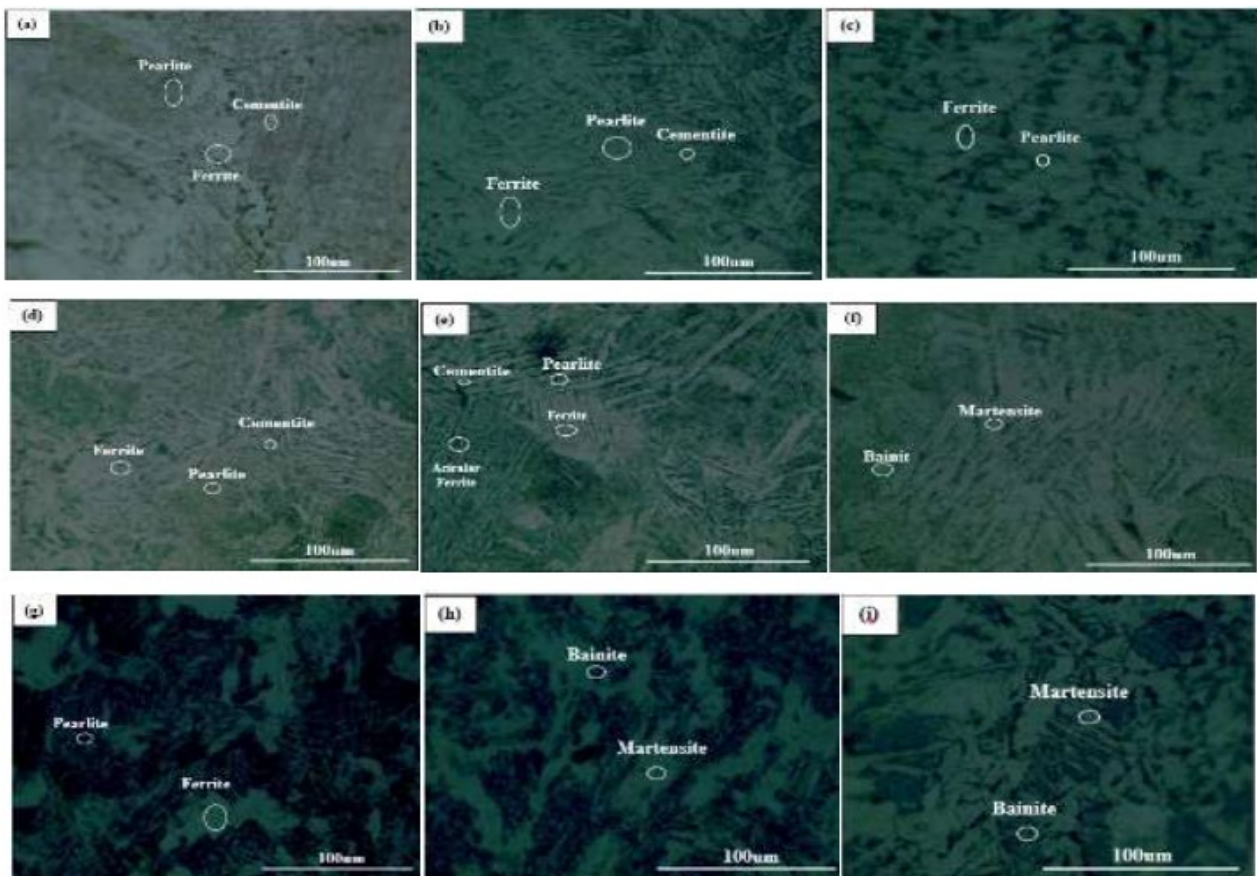 (a)
Pearlite
Cementite
Ferrite
100um
(b)
Pearlite
Cementite
Ferrite
100um
(c)
Ferrite
Pearlite
100um
(d)
Cementite
Ferrite
Pearlite
100um
(e)
Cementite
Pearlite
Ferrite
Acicular
Ferrite
100um
(f)
Martensite
Bainit
100um
(g)
Pearlite
Ferrite
100um
(h)
Bainite
Martensite
100um
(i)
Martensite
Bainite
100um